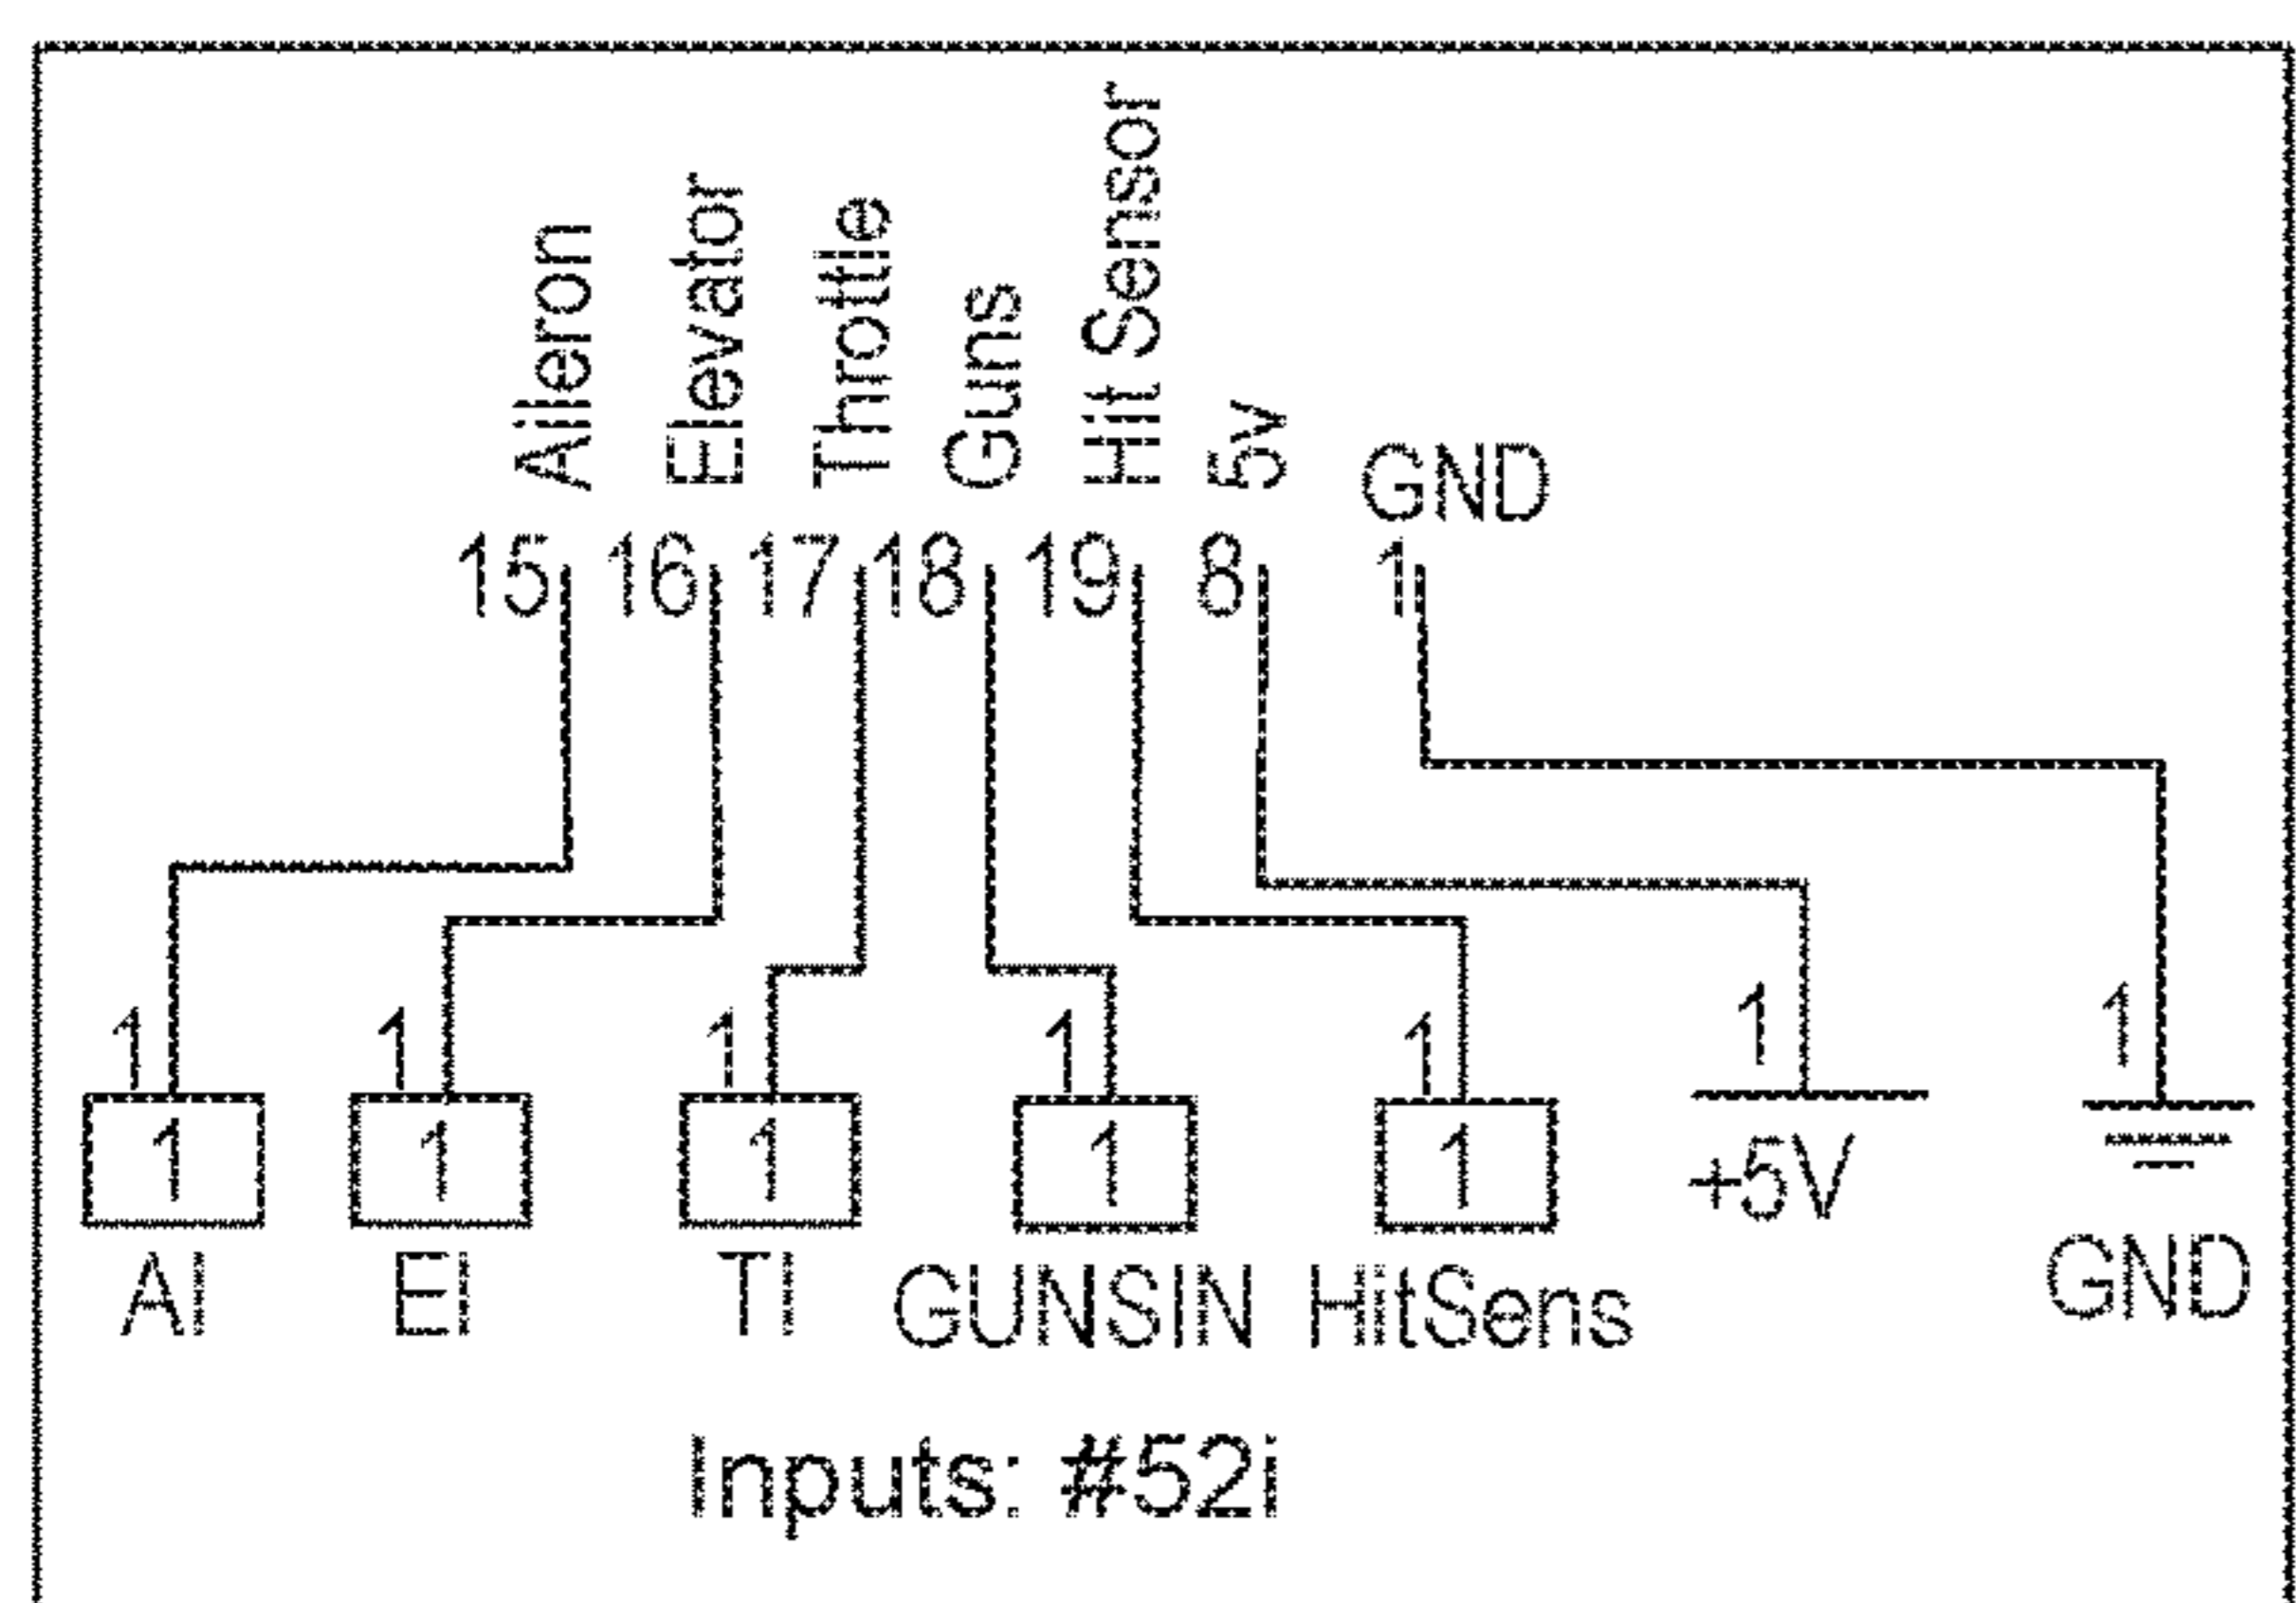 Aileron
Elevator
Throttle
Guns
Hit Sensor
5v
GND
15 16 17 18 19 8 1
1 1 1 1 1 1 1
1 1 1 1 1
+5V
AI EI TI GUNSIN HitSens GND
Inputs: #52i